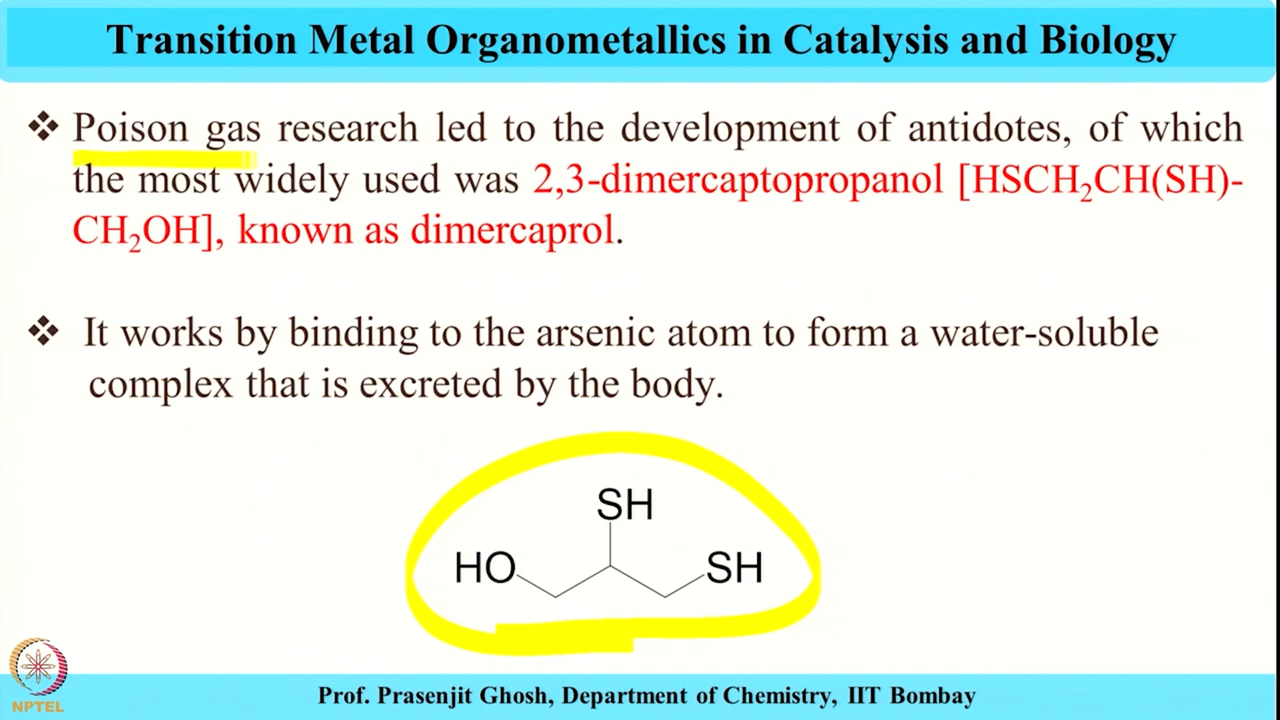 Transition Metal Organometallics in Catalysis and Biology
❖ Poison gas research led to the development of antidotes, of which
the most widely used was 2,3-dimercaptopropanol [HSCH₂CH(SH)-
CH₂OH], known as dimercaprol.
❖ It works by binding to the arsenic atom to form a water-soluble
complex that is excreted by the body.
SH
HO SH
NPTEL
Prof. Prasenjit Ghosh, Department of Chemistry, IIT Bombay